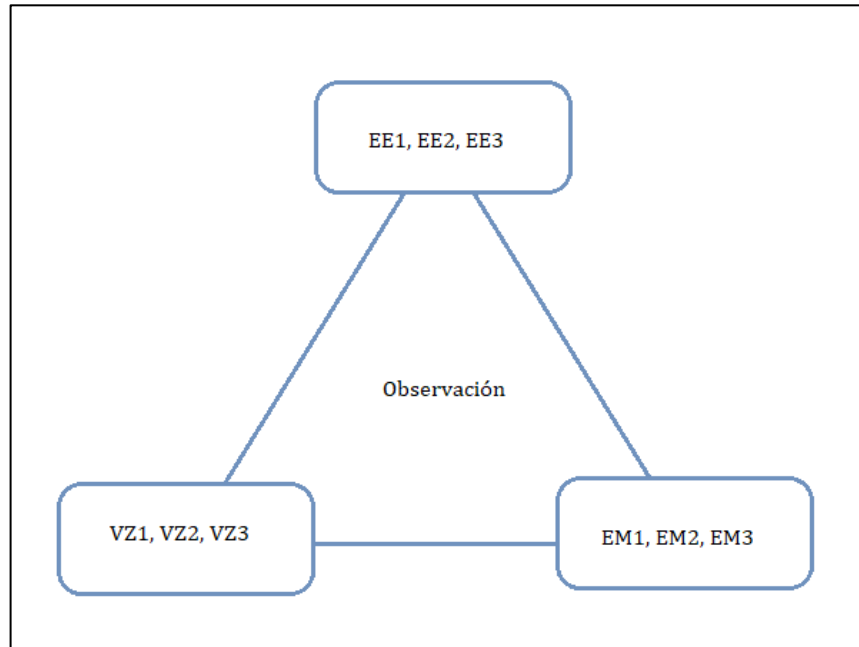 EE1, EE2, EE3
Observación
VZ1, VZ2, VZ3
EM1, EM2, EM3